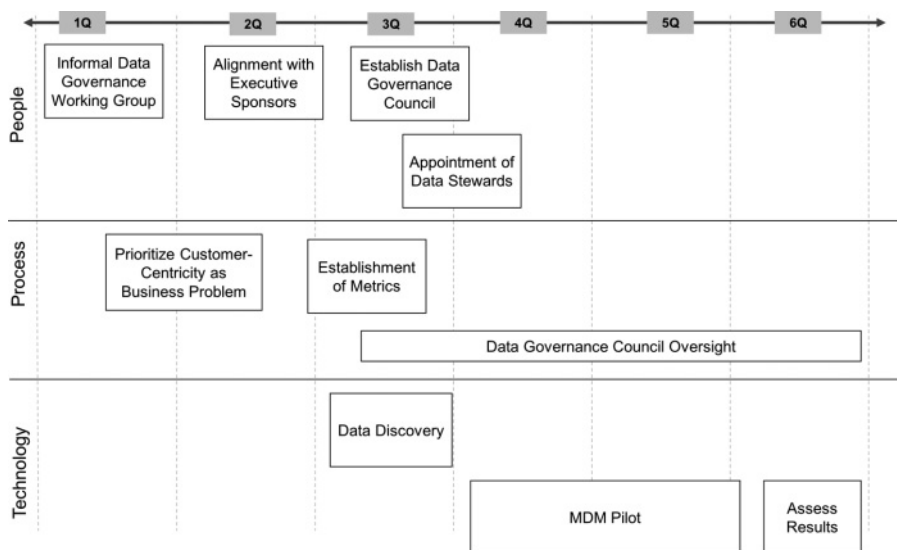 1Q 2Q 3Q 4Q 5Q 6Q
People
Informal Data
Governance
Working Group
Alignment with
Executive
Sponsors
Establish Data
Governance
Council
Appointment of
Data Stewards
Process
Prioritize Customer-
Centricity as
Business Problem
Establishment
of Metrics
Data Governance Council Oversight
Technology
Data Discovery
MDM Pilot
Assess
Results